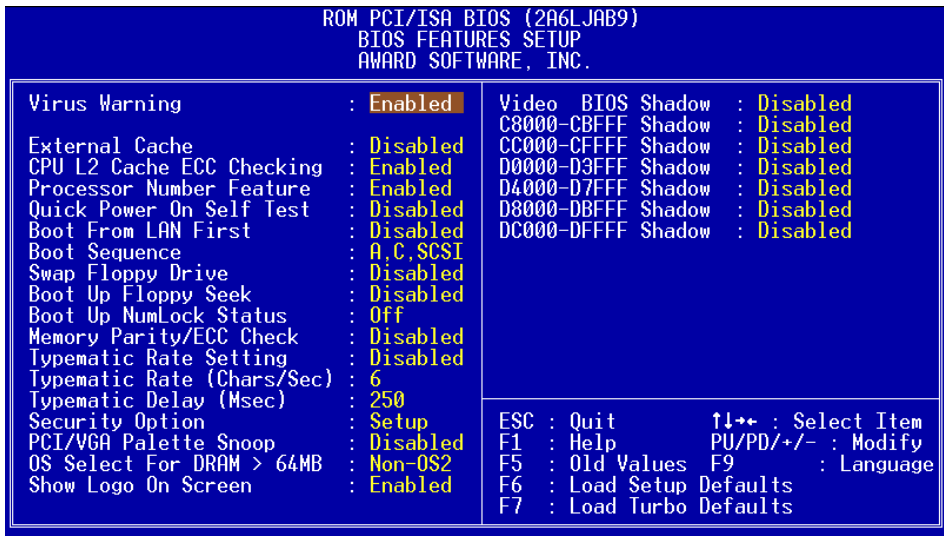 ROM PCI/ISA BIOS (2A6LJAB9)
BIOS FEATURES SETUP
AWARD SOFTWARE, INC.
Virus Warning : Enabled
External Cache : Disabled
CPU L2 Cache ECC Checking : Enabled
Processor Number Feature : Enabled
Quick Power On Self Test : Disabled
Boot From LAN First : Disabled
Boot Sequence : A,C,SCSI
Swap Floppy Drive : Disabled
Boot Up Floppy Seek : Disabled
Boot Up NumLock Status : Off
Memory Parity/ECC Check : Disabled
Typematic Rate Setting : Disabled
Typematic Rate (Chars/Sec) : 6
Typematic Delay (Msec) : 250
Security Option : Setup
PCI/VGA Palette Snoop : Disabled
OS Select For DRAM > 64MB : Non-OS2
Show Logo On Screen : Enabled
Video BIOS Shadow : Disabled
C8000-CBFFF Shadow : Disabled
CC000-CFFFF Shadow : Disabled
D0000-D3FFF Shadow : Disabled
D4000-D7FFF Shadow : Disabled
D8000-DBFFF Shadow : Disabled
DC000-DFFFF Shadow : Disabled
ESC : Quit ↑↓→← : Select Item
F1 : Help PU/PD/+/- : Modify
F5 : Old Values F9 : Language
F6 : Load Setup Defaults
F7 : Load Turbo Defaults